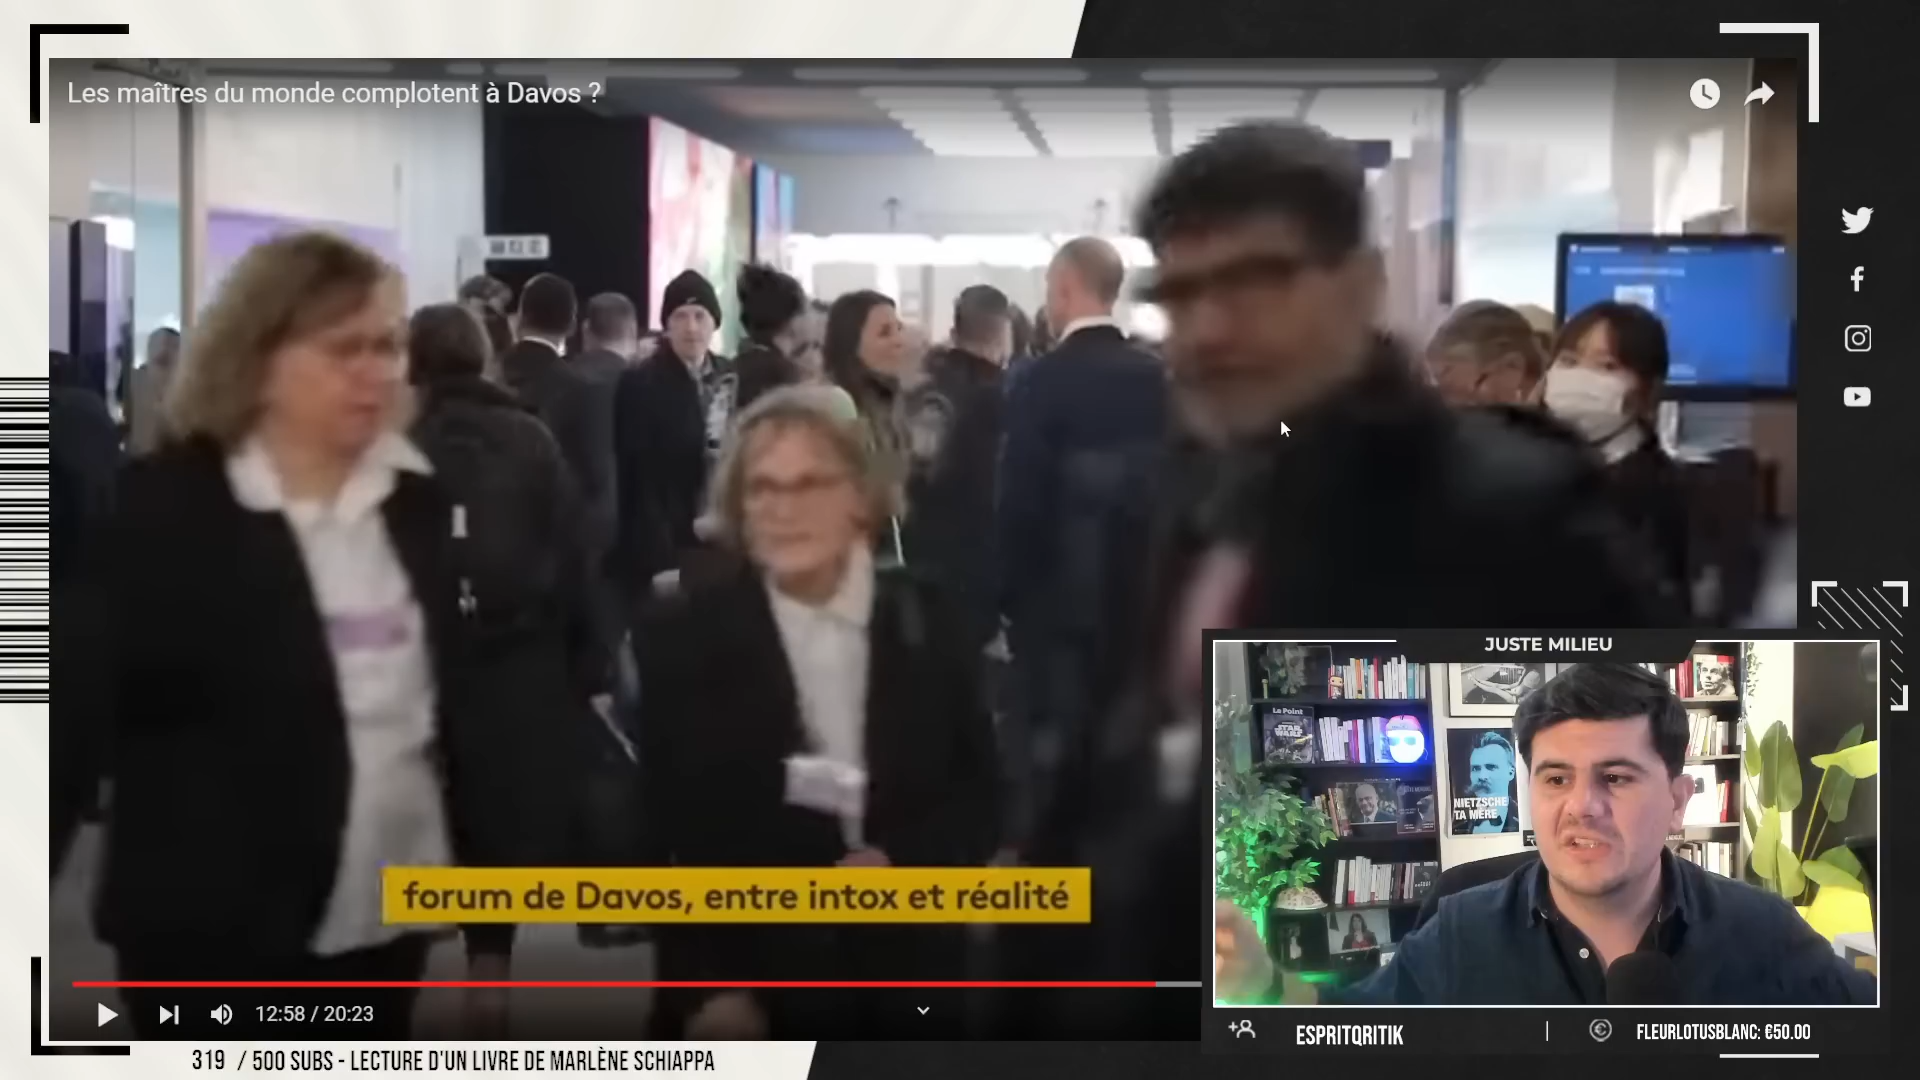 Les maîtres du monde complotent à Davos ?
forum de Davos, entre intox et réalité
12:58 / 20:23
JUSTE MILIEU
Le Point
STAR WARS
NIETZSCHE
TA MÈRE
ESPRITQRITIK
FLEURLOTUSBLANC: €50.00
319 / 500 SUBS - LECTURE D'UN LIVRE DE MARLÈNE SCHIAPPA